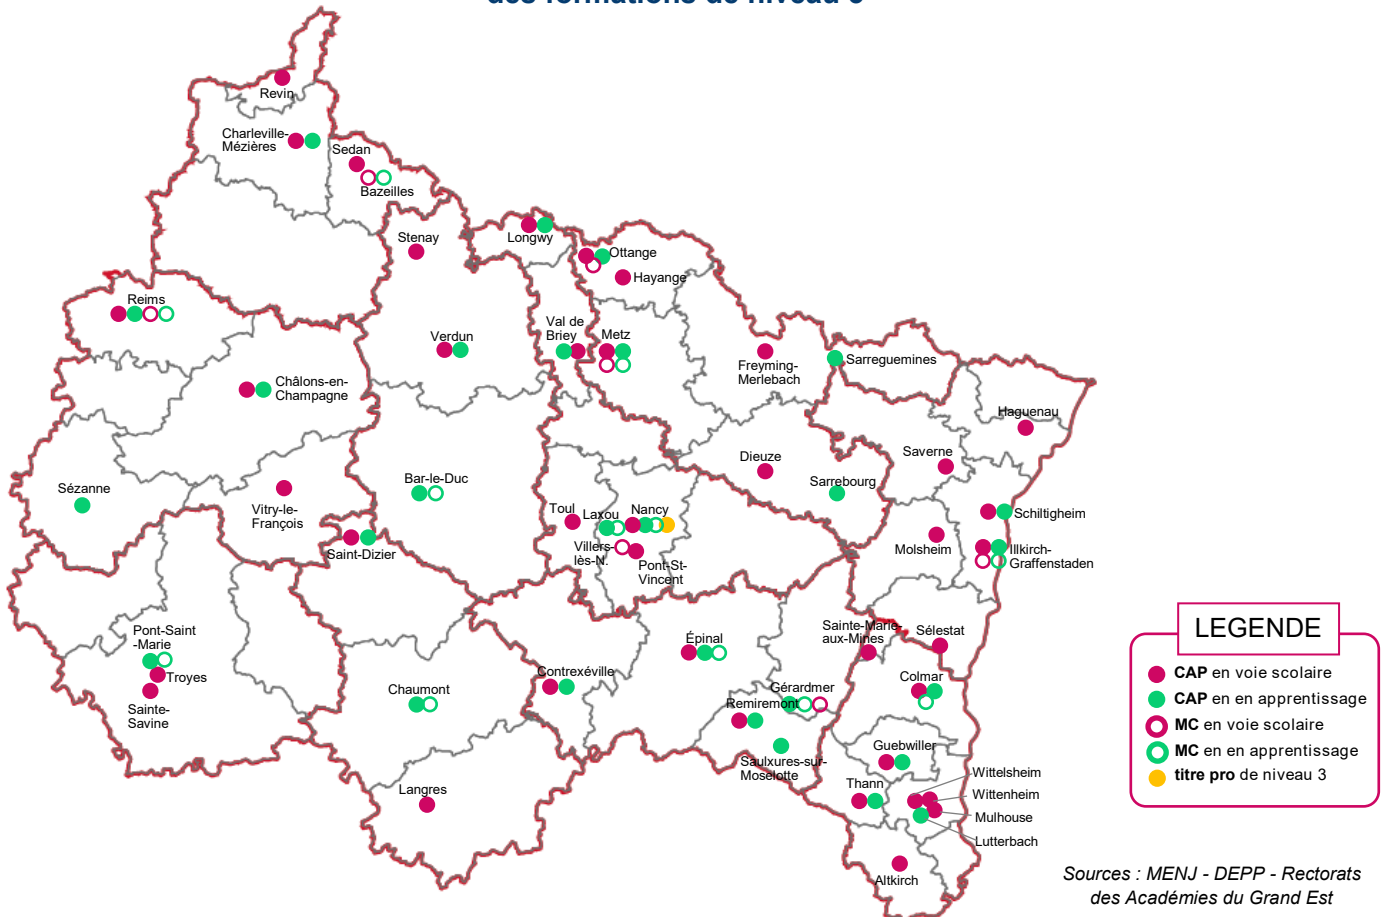 des formations de niveau 3
Revin
Charleville-
Mézières
Sedan
Bazeilles
Stenay
Longwy
Ottange
Hayange
Reims
Verdun
Val de
Briey
Metz
Freyming-
Merlebach
Sarreguemines
Châlons-en-
Champagne
Haguenau
Saverne
Dieuze
Sarrebourg
Sézanne
Bar-le-Duc
Vitry-le-
François
Saint-Dizier
Toul
Laxou
Nancy
Villers-
lès-N.
Pont-St-
Vincent
Schiltigheim
Molsheim
Illkirch-
Graffenstaden
Pont-Saint
-Marie
Troyes
Sainte-
Savine
Chaumont
Contrexéville
Épinal
Sainte-Marie-
aux-Mines
Sélestat
Gérardmer
Remiremont
Colmar
Saulxures-sur-
Moselotte
Guebwiller
Langres
Thann
Wittelsheim
Wittenheim
Mulhouse
Lutterbach
Altkirch
LEGENDE
CAP en voie scolaire
CAP en en apprentissage
MC en voie scolaire
MC en en apprentissage
titre pro de niveau 3
Sources : MENJ - DEPP - Rectorats
des Académies du Grand Est